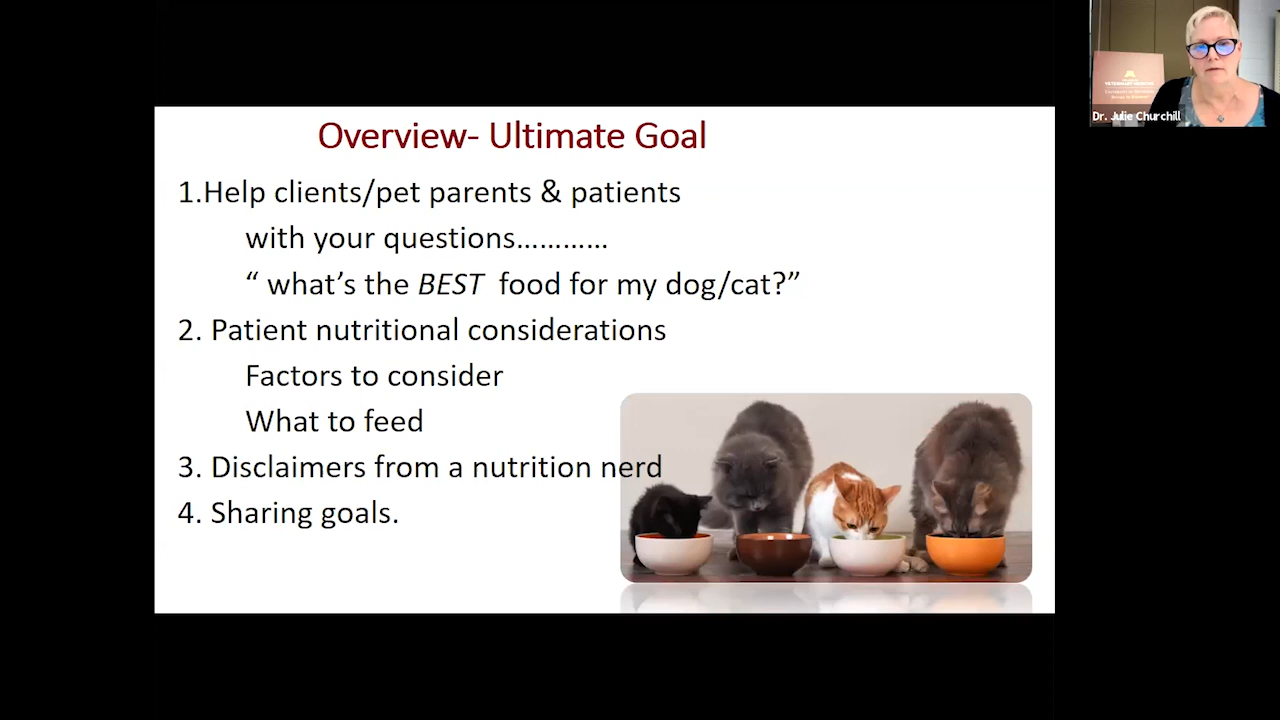 Overview- Ultimate Goal
1.Help clients/pet parents & patients
with your questions…………
“ what’s the BEST food for my dog/cat?”
2. Patient nutritional considerations
Factors to consider
What to feed
3. Disclaimers from a nutrition nerd
4. Sharing goals.
Dr. Julie Churchill